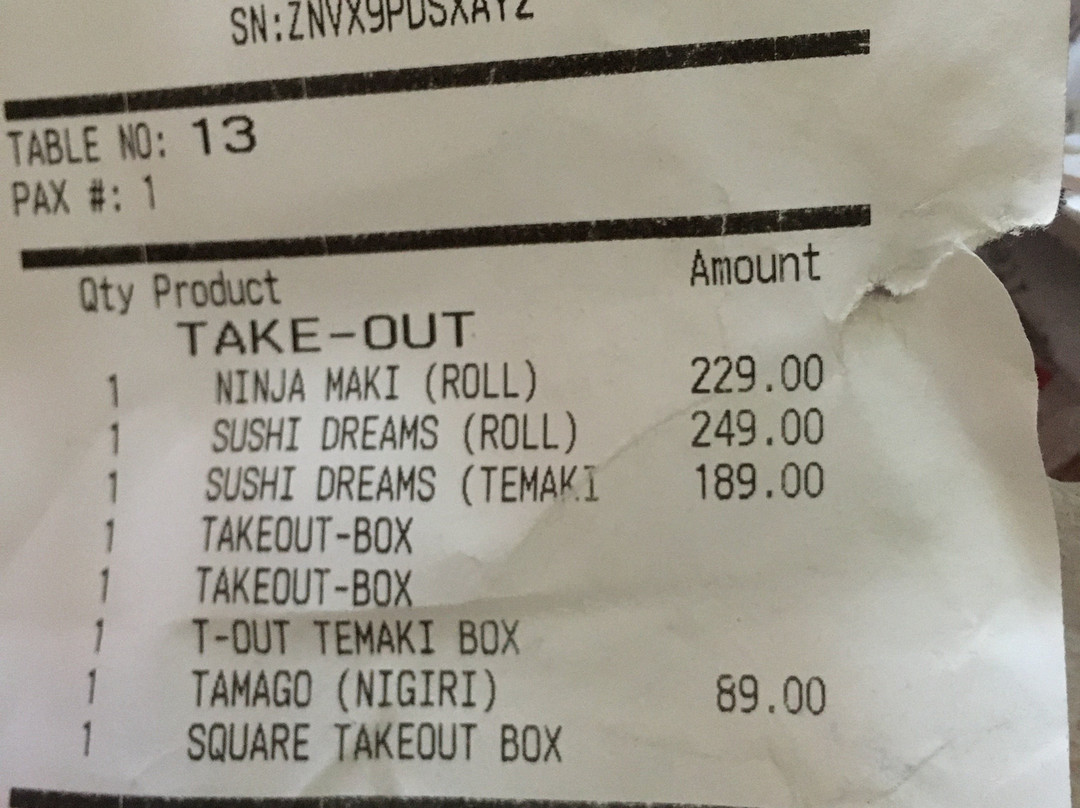 TABLE NO: 13
PAX #: 1
Qty Product Amount
TAKE-OUT
1 NINJA MAKI (ROLL) 229.00
1 SUSHI DREAMS (ROLL) 249.00
1 SUSHI DREAMS (TEMAKI 189.00
1 TAKEOUT-BOX
1 TAKEOUT-BOX
1 T-OUT TEMAKI BOX
1 TAMAGO (NIGIRI) 89.00
1 SQUARE TAKEOUT BOX